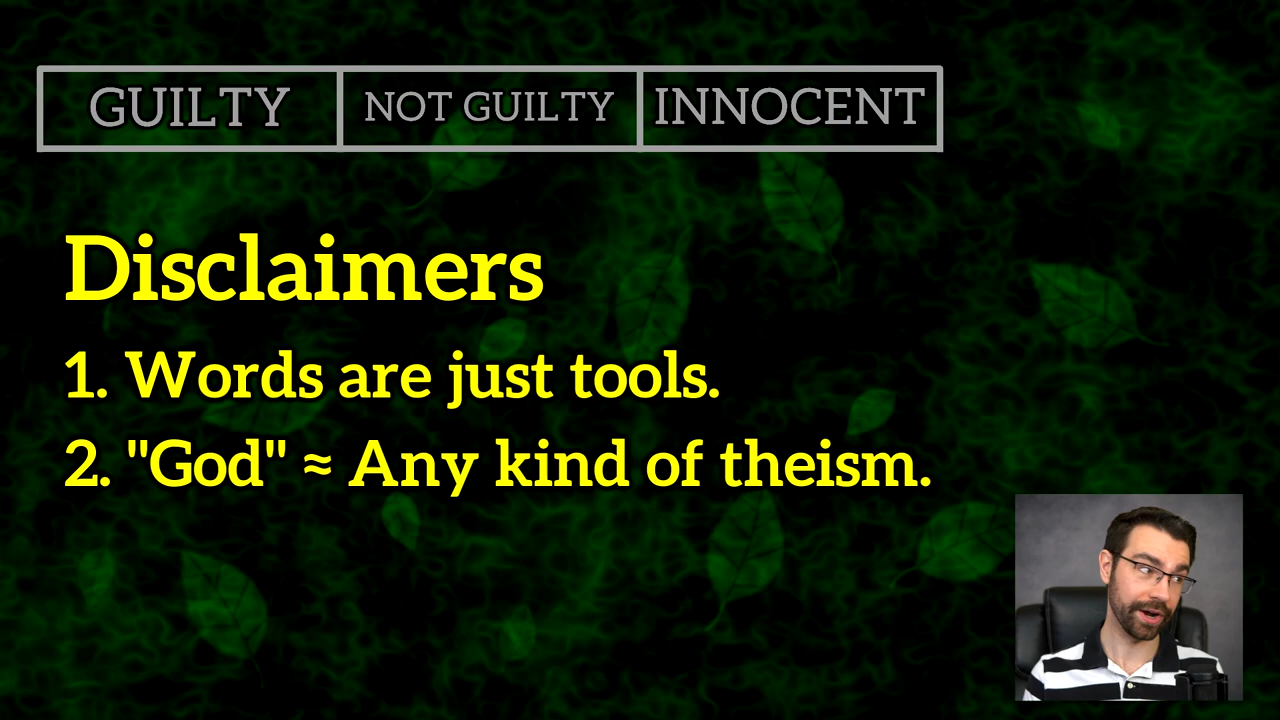 GUILTY NOT GUILTY INNOCENT
Disclaimers
1. Words are just tools.
2. "God" ≈ Any kind of theism.